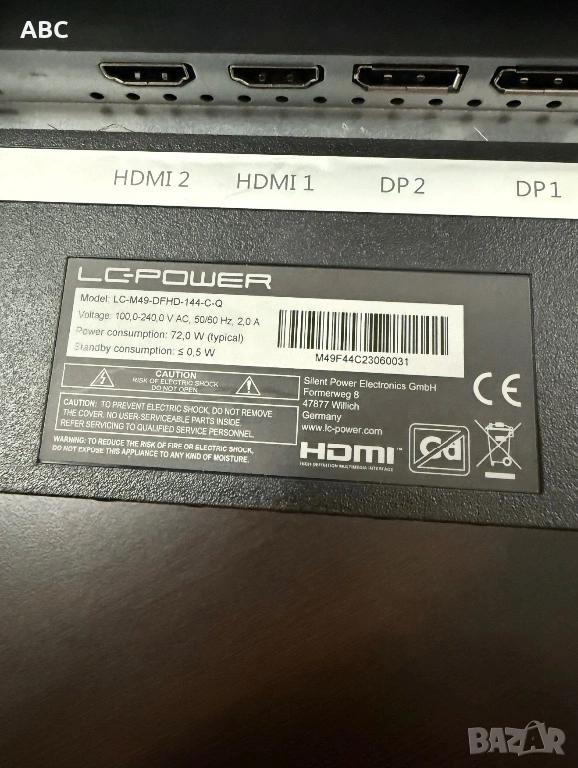 ABC
HDMI 2 HDMI 1 DP 2 DP 1
LC-POWER
Model: LC-M49-DFHD-144-C-Q
Voltage: 100,0-240,0 V AC, 50/60 Hz, 2,0 A
Power consumption: 72,0 W (typical)
Standby consumption: ≤ 0,5 W
M49F44C23060031
CAUTION
RISK OF ELECTRIC SHOCK
DO NOT OPEN
CAUTION: TO PREVENT ELECTRIC SHOCK, DO NOT REMOVE
THE COVER. NO USER-SERVICEABLE PARTS INSIDE
REFER SERVICING TO QUALIFIED SERVICE PERSONNEL.
WARNING: TO REDUCE THE RISK OF FIRE OR ELECTRIC SHOCK,
DO NOT EXPOSE THIS APPLIANCE TO ANY KIND OF MOISTURE.
Silent Power Electronics GmbH
Formerweg 8
47877 Willich
Germany
www.lc-power.com
CE
HDMI™
HIGH DEFINITION MULTIMEDIA INTERFACE
Cd
BAZAR